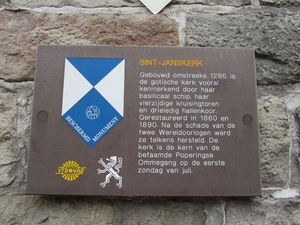 SINT-JANSKERK
Gebouwd omstreeks 1295 is
de gotische kerk vooral
kenmerkend door haar
basilicaal schip, haar
vierzijdige kruisingtoren
en driedelig hallenkoor.
Gerestaureerd in 1860 en
1890. Na de schade van de
twee Wereldoorlogen werd
ze telkens hersteld. De
kerk is de kern van de
befaamde Poperingse
Ommegang op de eerste
zondag van juli.
BESCHERMD MONUMENT